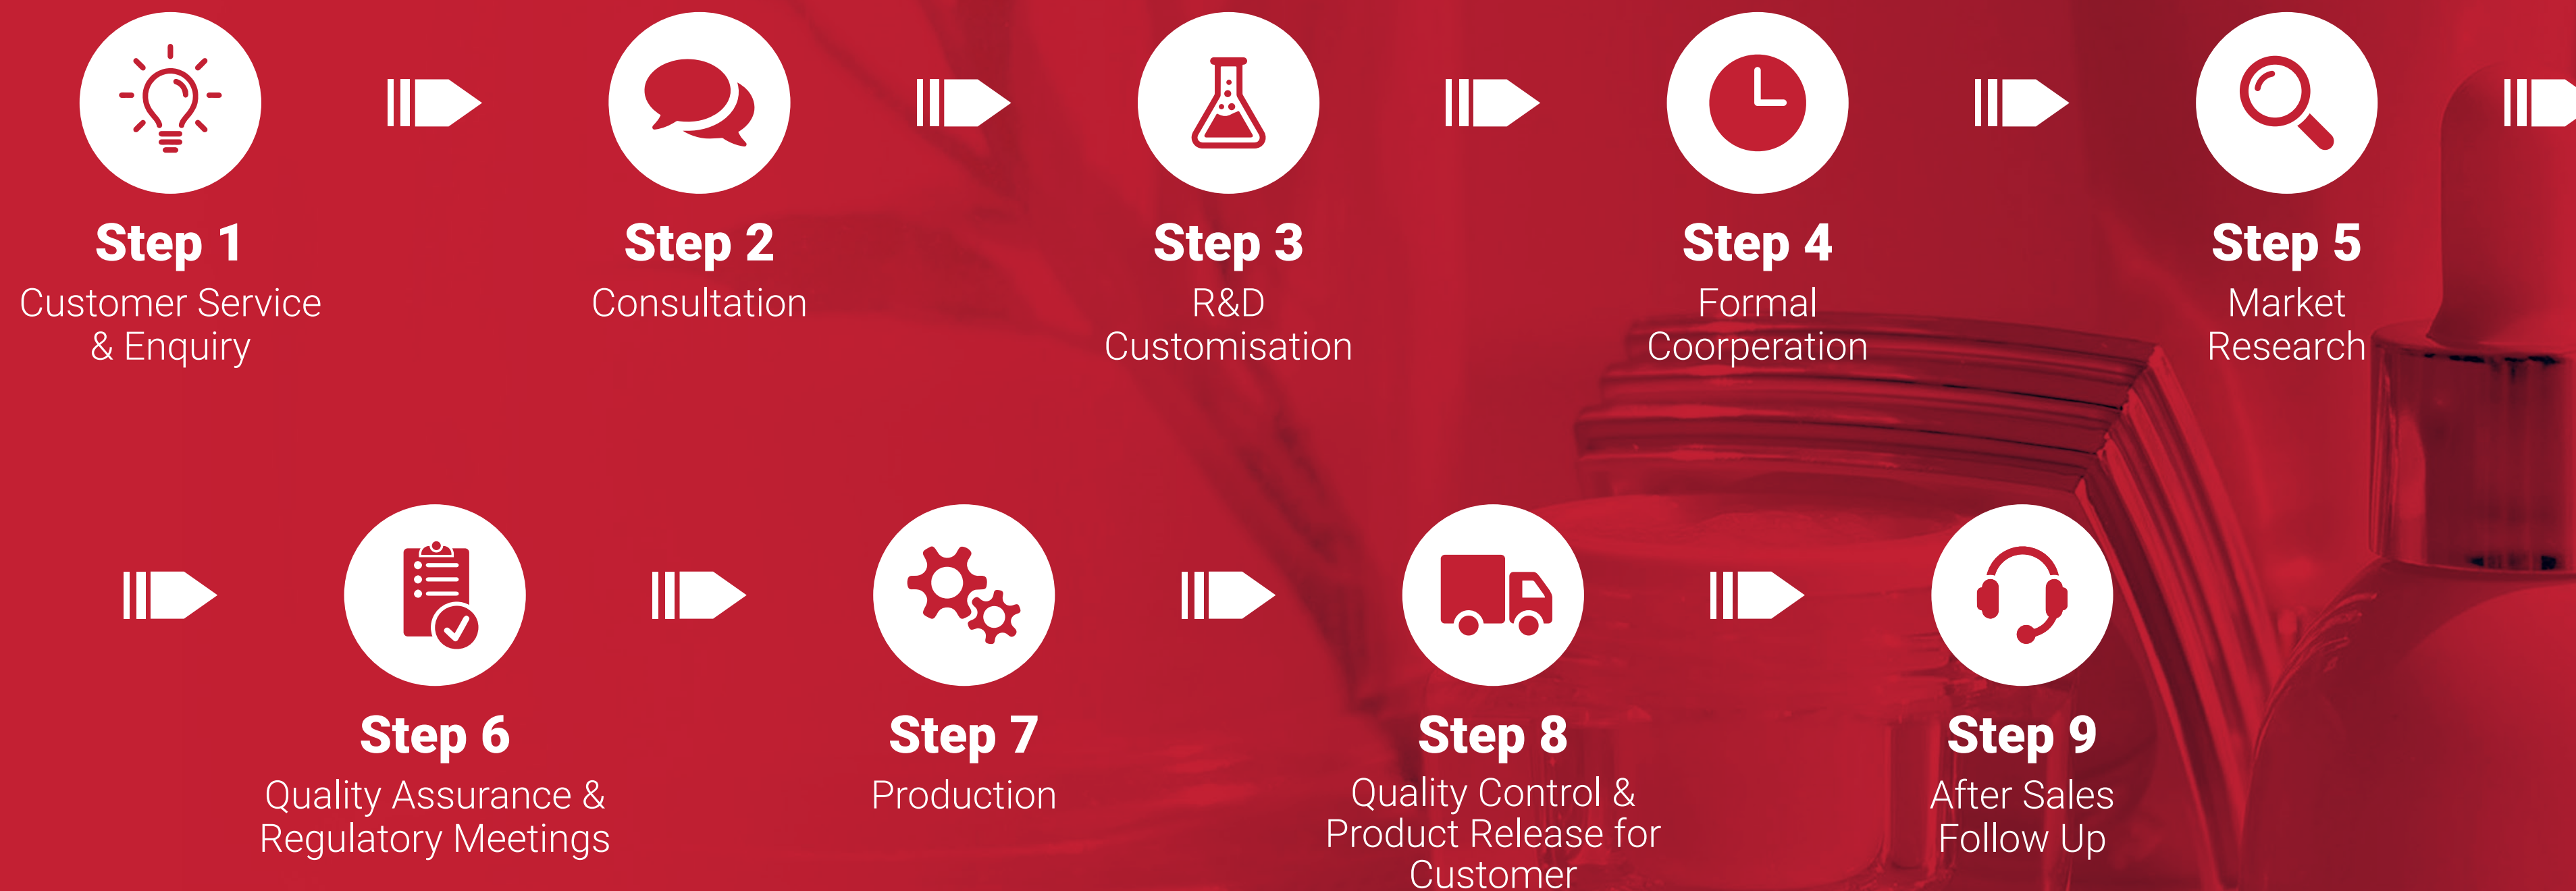 Step 1
Customer Service
& Enquiry
Step 2
Consultation
Step 3
R&D
Customisation
Step 4
Formal
Coorperation
Step 5
Market
Research
Step 6
Quality Assurance &
Regulatory Meetings
Step 7
Production
Step 8
Quality Control &
Product Release for
Customer
Step 9
After Sales
Follow Up